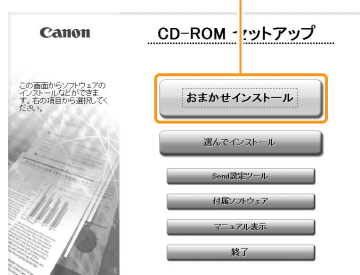 Canon
CD-ROM セットアップ
この画面からソフトウェアの
インストールなどができま
す。右の項目から選択してく
ださい。
おまかせインストール
選んでインストール
Send設定ツール
付属ソフトウェア
マニュアル表示
終了